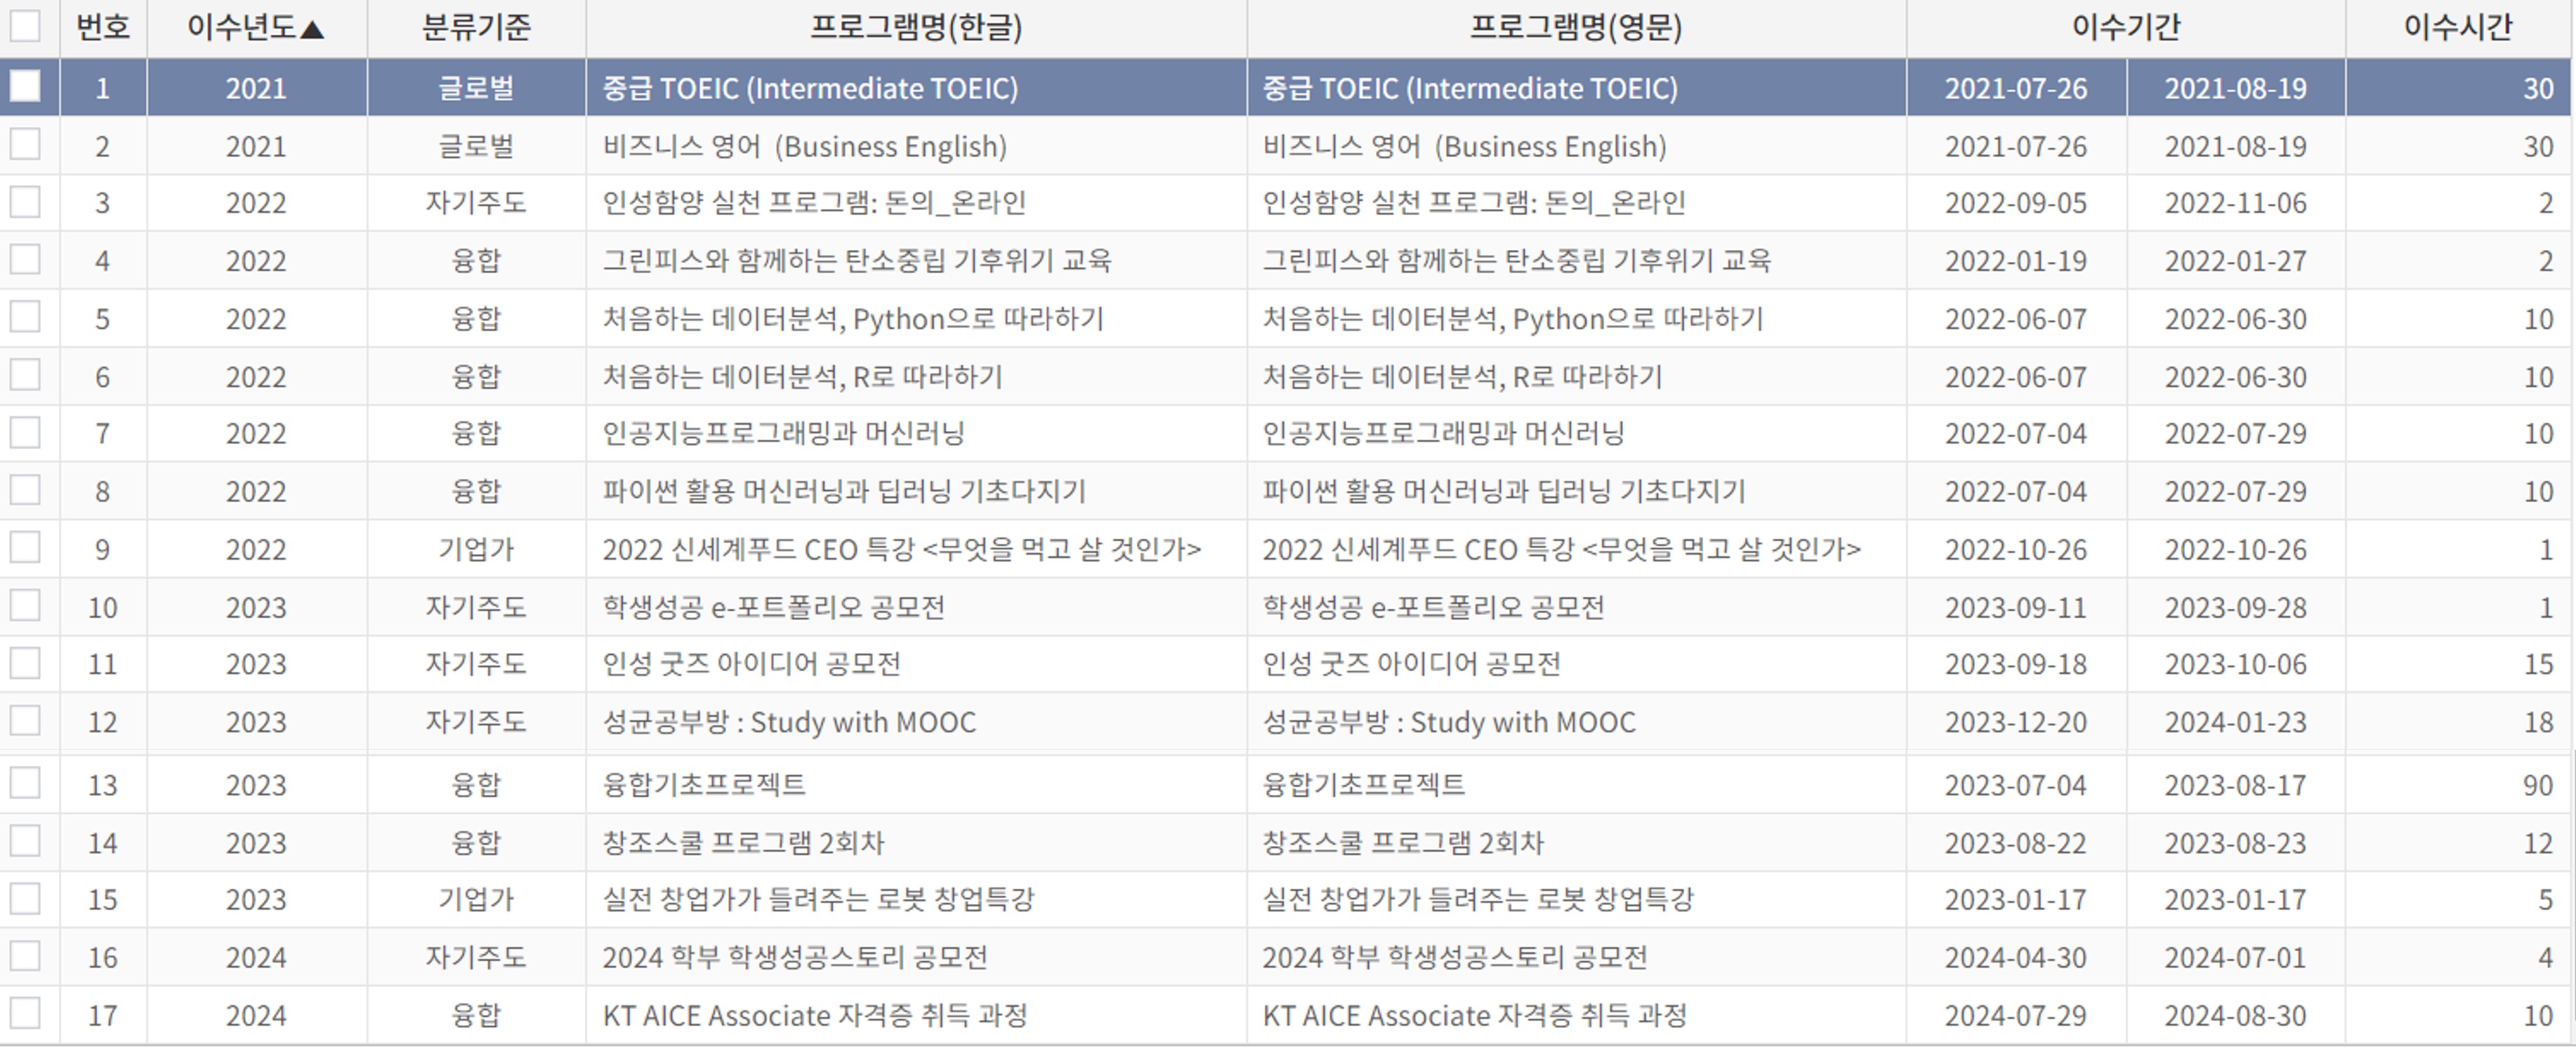 번호 이수년도▲ 분류기준 프로그램명(한글) 프로그램명(영문) 이수기간 이수시간
1 2021 글로벌 중급 TOEIC (Intermediate TOEIC) 중급 TOEIC (Intermediate TOEIC) 2021-07-26 2021-08-19 30
2 2021 글로벌 비즈니스 영어 (Business English) 비즈니스 영어 (Business English) 2021-07-26 2021-08-19 30
3 2022 자기주도 인성함양 실천 프로그램: 돈의_온라인 인성함양 실천 프로그램: 돈의_온라인 2022-09-05 2022-11-06 2
4 2022 융합 그린피스와 함께하는 탄소중립 기후위기 교육 그린피스와 함께하는 탄소중립 기후위기 교육 2022-01-19 2022-01-27 2
5 2022 융합 처음하는 데이터분석, Python으로 따라하기 처음하는 데이터분석, Python으로 따라하기 2022-06-07 2022-06-30 10
6 2022 융합 처음하는 데이터분석, R로 따라하기 처음하는 데이터분석, R로 따라하기 2022-06-07 2022-06-30 10
7 2022 융합 인공지능프로그래밍과 머신러닝 인공지능프로그래밍과 머신러닝 2022-07-04 2022-07-29 10
8 2022 융합 파이썬 활용 머신러닝과 딥러닝 기초다지기 파이썬 활용 머신러닝과 딥러닝 기초다지기 2022-07-04 2022-07-29 10
9 2022 기업가 2022 신세계푸드 CEO 특강 <무엇을 먹고 살 것인가> 2022 신세계푸드 CEO 특강 <무엇을 먹고 살 것인가> 2022-10-26 2022-10-26 1
10 2023 자기주도 학생성공 e-포트폴리오 공모전 학생성공 e-포트폴리오 공모전 2023-09-11 2023-09-28 1
11 2023 자기주도 인성 굿즈 아이디어 공모전 인성 굿즈 아이디어 공모전 2023-09-18 2023-10-06 15
12 2023 자기주도 성균공부방 : Study with MOOC 성균공부방 : Study with MOOC 2023-12-20 2024-01-23 18
13 2023 융합 융합기초프로젝트 융합기초프로젝트 2023-07-04 2023-08-17 90
14 2023 융합 창조스쿨 프로그램 2회차 창조스쿨 프로그램 2회차 2023-08-22 2023-08-23 12
15 2023 기업가 실전 창업가가 들려주는 로봇 창업특강 실전 창업가가 들려주는 로봇 창업특강 2023-01-17 2023-01-17 5
16 2024 자기주도 2024 학부 학생성공스토리 공모전 2024 학부 학생성공스토리 공모전 2024-04-30 2024-07-01 4
17 2024 융합 KT AICE Associate 자격증 취득 과정 KT AICE Associate 자격증 취득 과정 2024-07-29 2024-08-30 10